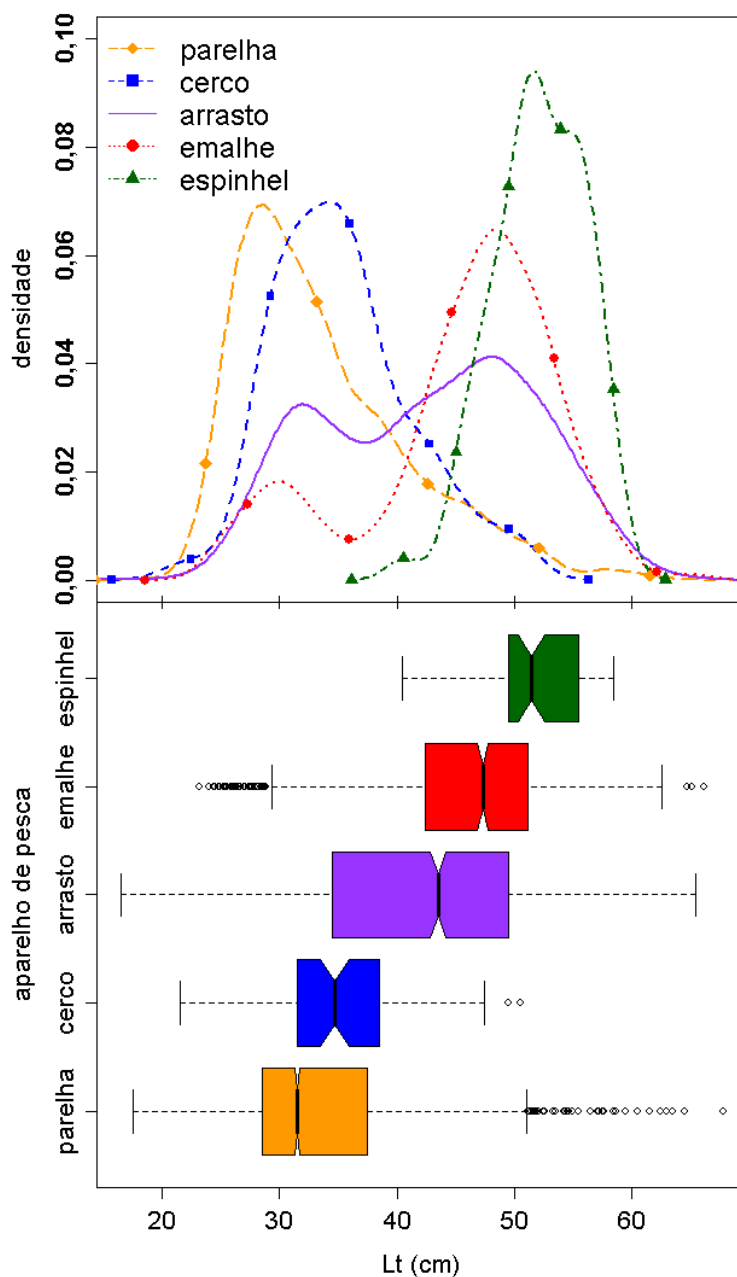 0,10
0,08
0,06
0,04
0,02
0,00
densidade
parelha
cerco
arrasto
emalhe
espinhel
espinhel
emalhe
arrasto
cerco
parelha
aparelho de pesca
20 30 40 50 60
Lt (cm)